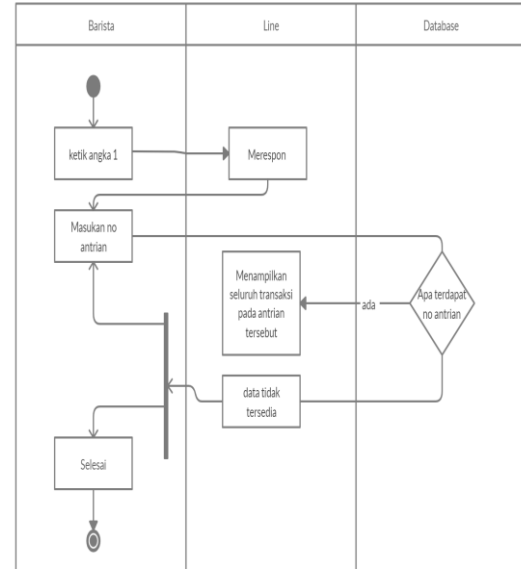 Barista
Line
Database
ketik angka 1
Merespon
Masukan no
antrian
Menampilkan
seluruh transaksi
pada antrian
tersebut
ada
Apa terdapat
no antrian
data tidak
tersedia
Selesai